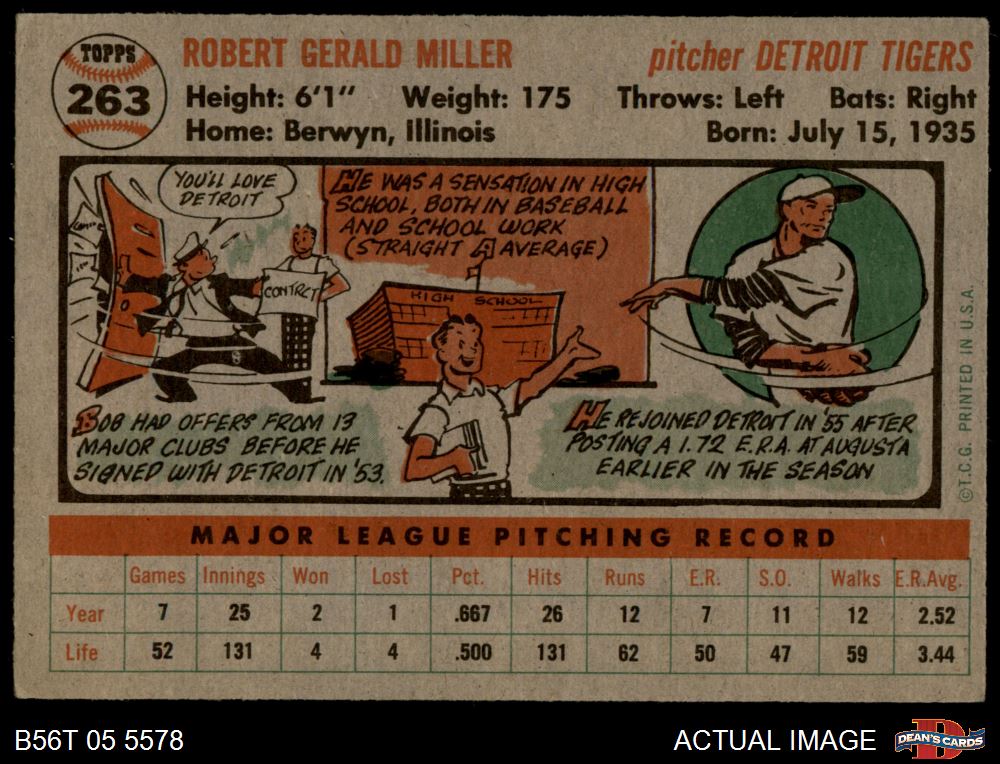 TOPPS
263
ROBERT GERALD MILLER
pitcher DETROIT TIGERS
Height: 6'1" Weight: 175 Throws: Left Bats: Right
Home: Berwyn, Illinois Born: July 15, 1935
YOU'LL LOVE
DETROIT
CONTRCT
BOB HAD OFFERS FROM 13
MAJOR CLUBS BEFORE HE
SIGNED WITH DETROIT IN '53.
HE WAS A SENSATION IN HIGH
SCHOOL, BOTH IN BASEBALL
AND SCHOOL WORK
(STRAIGHT A AVERAGE)
HIGH SCHOOL
HE REJOINED DETROIT IN '55 AFTER
POSTING A 1.72 E.R.A. AT AUGUSTA
EARLIER IN THE SEASON
©T.C.G. PRINTED IN U.S.A.
MAJOR LEAGUE PITCHING RECORD
Games Innings Won Lost Pct. Hits Runs E.R. S.O. Walks E.R.Avg.
Year 7 25 2 1 .667 26 12 7 11 12 2.52
Life 52 131 4 4 .500 131 62 50 47 59 3.44
B56T 05 5578
ACTUAL IMAGE
D
DEAN'S CARDS